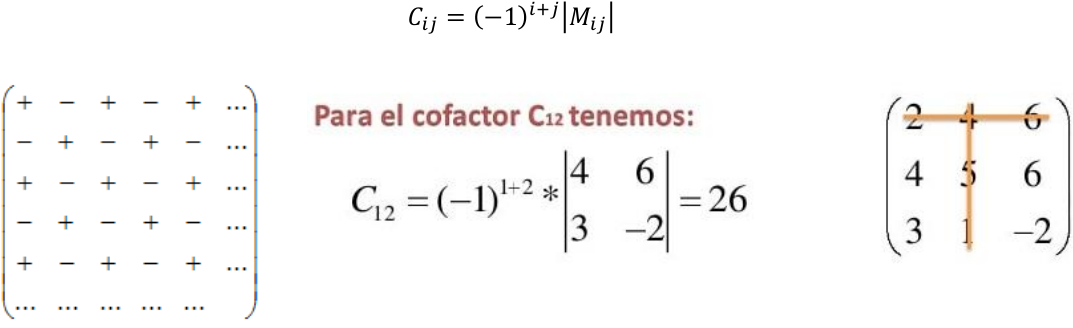 C_{ij} = (−1)^{i+j}|M_{ij}|
+ − + − + ...
− + − + − ...
+ − + − + ...
− + − + − ...
+ − + − + ...
... ... ... ... ...
Para el cofactor C₁₂ tenemos:
C₁₂ = (−1)¹⁺² * |4 6| = 26
|3 −2|
2 4 6
4 5 6
3 1 −2